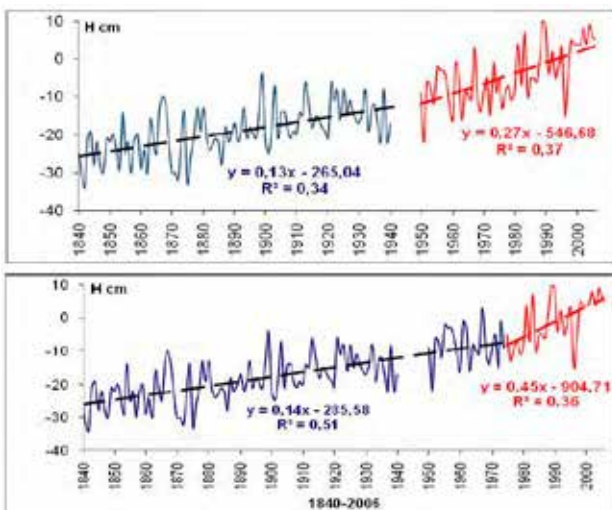 H cm
10
0
-10
-20
-30
-40
y = 0,27x - 546,68
R² = 0,37
y = 0,13x - 265,04
R² = 0,34
1840 1850 1860 1870 1880 1890 1900 1910 1920 1930 1940 1950 1960 1970 1980 1990 2000
H cm
10
0
-10
-20
-30
-40
y = 0,45x - 904,71
R² = 0,36
y = 0,14x - 285,58
R² = 0,51
1840 1850 1860 1870 1880 1890 1900 1910 1920 1930 1940 1950 1960 1970 1980 1990 2000
1840-2006